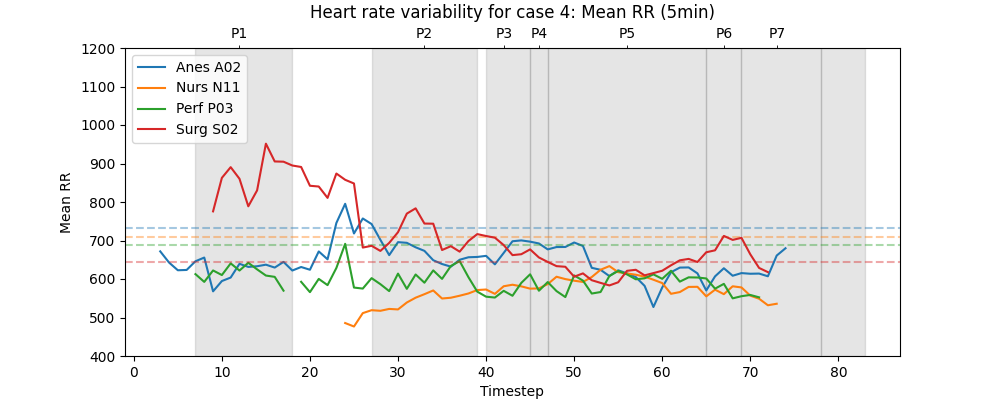 Heart rate variability for case 4: Mean RR (5min)
P1 P2 P3 P4 P5 P6 P7
1200
1100
1000
900
800
700
600
500
400
Mean RR
Anes A02
Nurs N11
Perf P03
Surg S02
0 10 20 30 40 50 60 70 80
Timestep